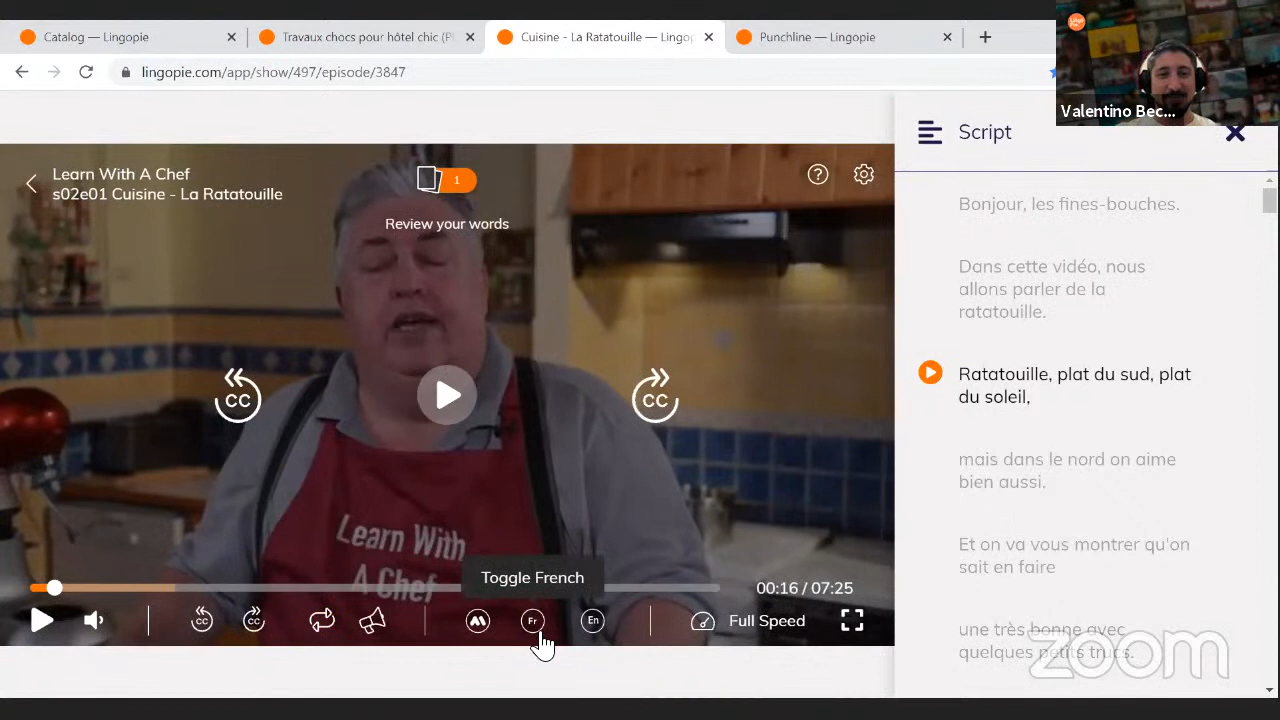 Catalog — Lingopie
Travaux chocs pour hôtel chic (P
Cuisine - La Ratatouille — Lingop
Punchline — Lingopie
lingopie.com/app/show/497/episode/3847
Valentino Bec...
Script
Learn With A Chef
s02e01 Cuisine - La Ratatouille
1
Review your words
?
CC
CC
Bonjour, les fines-bouches.
Dans cette vidéo, nous
allons parler de la
ratatouille.
Ratatouille, plat du sud, plat
du soleil,
mais dans le nord on aime
bien aussi.
Et on va vous montrer qu'on
sait en faire
une très bonne avec
quelques petits trucs.
Learn With
A Chef
Toggle French
00:16 / 07:25
CC
CC
Fr
En
Full Speed
zoom